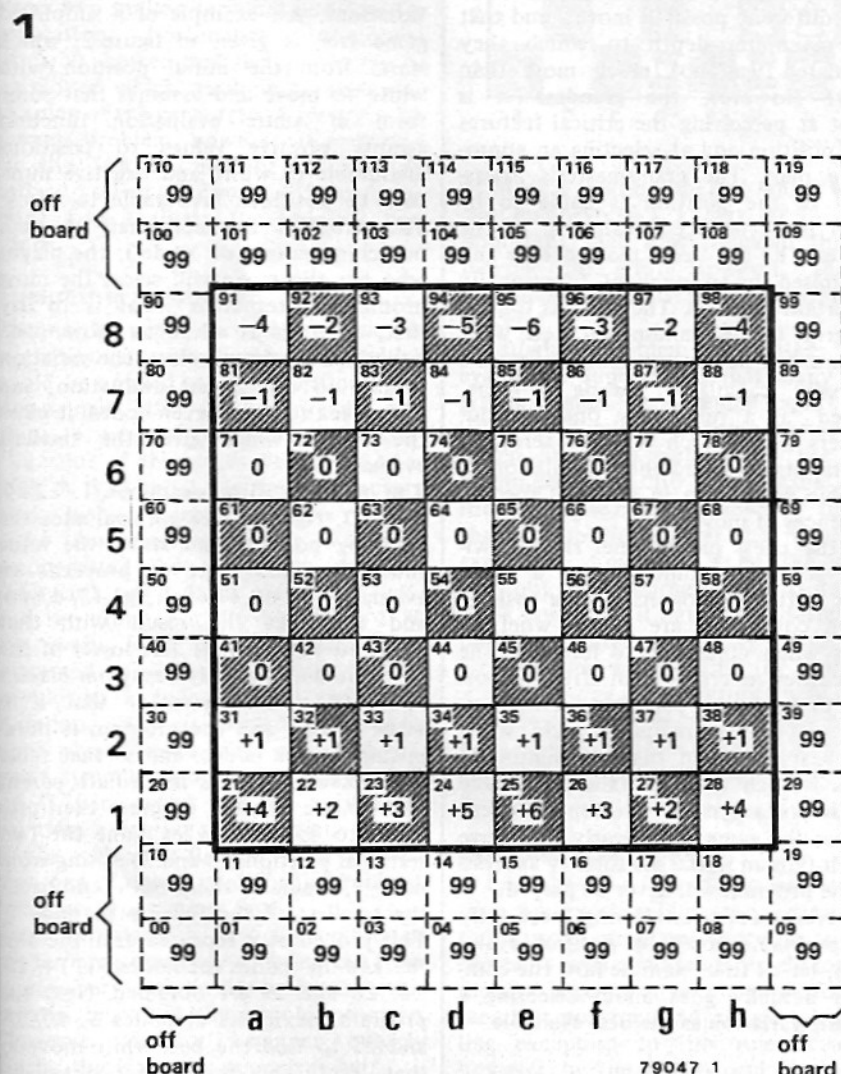 1
110 111 112 113 114 115 116 117 118 119
99 99 99 99 99 99 99 99 99 99
off
board
100 101 102 103 104 105 106 107 108 109
99 99 99 99 99 99 99 99 99 99
90 91 92 93 94 95 96 97 98 99
8 99 −4 −2 −3 −5 −6 −3 −2 −4 99
80 81 82 83 84 85 86 87 88 89
7 99 −1 −1 −1 −1 −1 −1 −1 −1 99
70 71 72 73 74 75 76 77 78 79
6 99 0 0 0 0 0 0 0 0 99
60 61 62 63 64 65 66 67 68 69
5 99 0 0 0 0 0 0 0 0 99
50 51 52 53 54 55 56 57 58 59
4 99 0 0 0 0 0 0 0 0 99
40 41 42 43 44 45 46 47 48 49
3 99 0 0 0 0 0 0 0 0 99
30 31 32 33 34 35 36 37 38 39
2 99 +1 +1 +1 +1 +1 +1 +1 +1 99
20 21 22 23 24 25 26 27 28 29
1 99 +4 +2 +3 +5 +6 +3 +2 +4 99
10 11 12 13 14 15 16 17 18 19
99 99 99 99 99 99 99 99 99 99
off
board
00 01 02 03 04 05 06 07 08 09
99 99 99 99 99 99 99 99 99 99
a b c d e f g h
off
board
off
board
79047 1